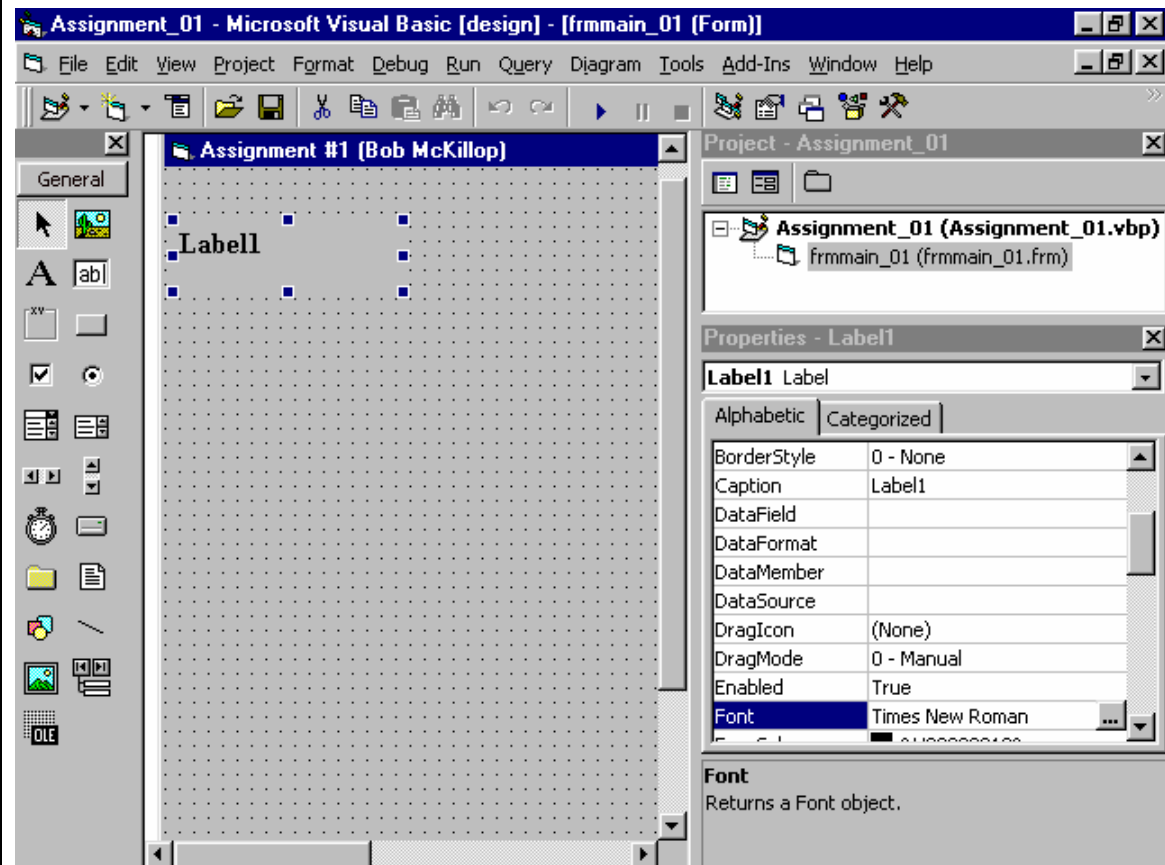 Assignment_01 - Microsoft Visual Basic [design] - [frmmain_01 (Form)]
File Edit View Project Format Debug Run Query Diagram Tools Add-Ins Window Help
General
A ab|
xv
OLE
Assignment #1 (Bob McKillop)
Label1
Project - Assignment_01
Assignment_01 (Assignment_01.vbp)
frmmain_01 (frmmain_01.frm)
Properties - Label1
Label1 Label
Alphabetic Categorized
BorderStyle 0 - None
Caption Label1
DataField
DataFormat
DataMember
DataSource
DragIcon (None)
DragMode 0 - Manual
Enabled True
Font Times New Roman ...
Font
Returns a Font object.